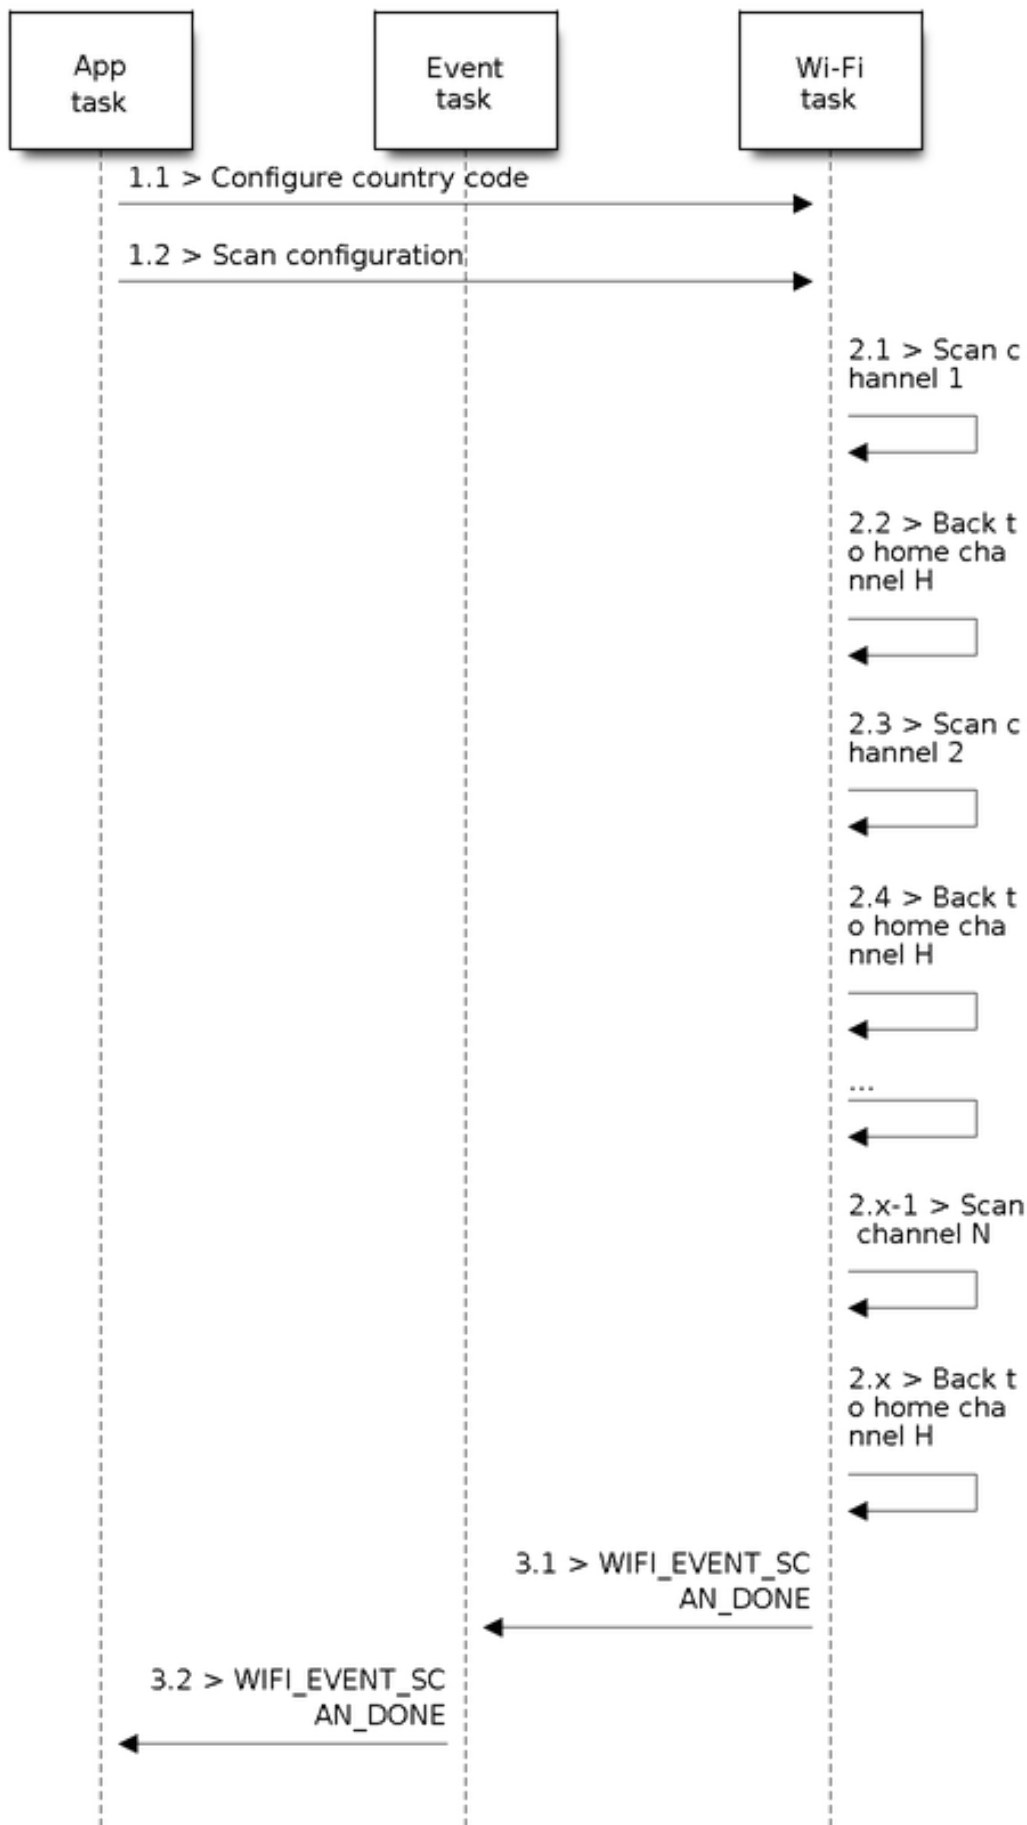 App
task
Event
task
Wi-Fi
task
1.1 > Configure country code
1.2 > Scan configuration
2.1 > Scan c
hannel 1
2.2 > Back t
o home cha
nnel H
2.3 > Scan c
hannel 2
2.4 > Back t
o home cha
nnel H
...
2.x-1 > Scan
channel N
2.x > Back t
o home cha
nnel H
3.1 > WIFI_EVENT_SC
AN_DONE
3.2 > WIFI_EVENT_SC
AN_DONE